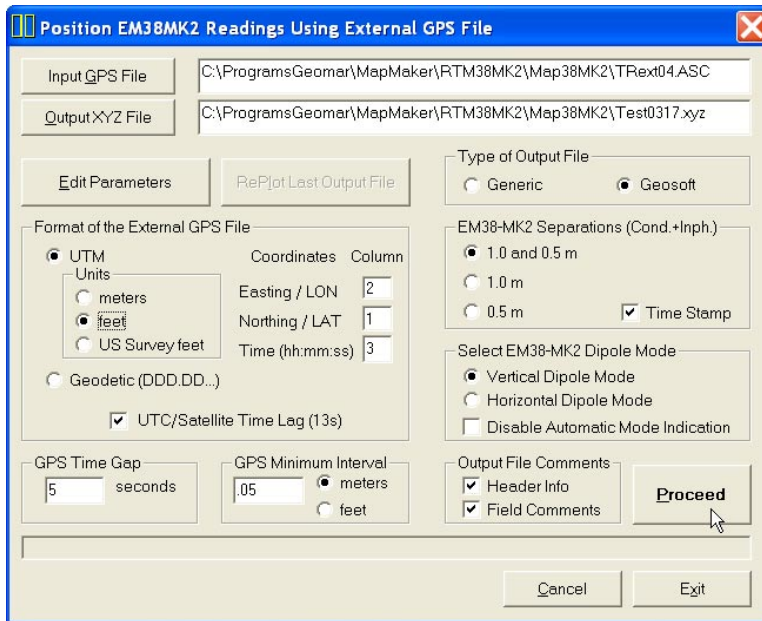 Position EM38MK2 Readings Using External GPS File
Input GPS File
C:\ProgramsGeomar\MapMaker\RTM38MK2\Map38MK2\TRext04.ASC
Output XYZ File
C:\ProgramsGeomar\MapMaker\RTM38MK2\Map38MK2\Test0317.xyz
Edit Parameters
RePlot Last Output File
Type of Output File
Generic
Geosoft
Format of the External GPS File
UTM
Coordinates Column
Units
meters
feet
US Survey feet
Easting / LON 2
Northing / LAT 1
Time (hh:mm:ss) 3
Geodetic (DDD.DD...)
UTC/Satellite Time Lag (13s)
EM38-MK2 Separations (Cond.+Inph.)
1.0 and 0.5 m
1.0 m
0.5 m
Time Stamp
Select EM38-MK2 Dipole Mode
Vertical Dipole Mode
Horizontal Dipole Mode
Disable Automatic Mode Indication
GPS Time Gap
5 seconds
GPS Minimum Interval
.05
meters
feet
Output File Comments
Header Info
Field Comments
Proceed
Cancel
Exit